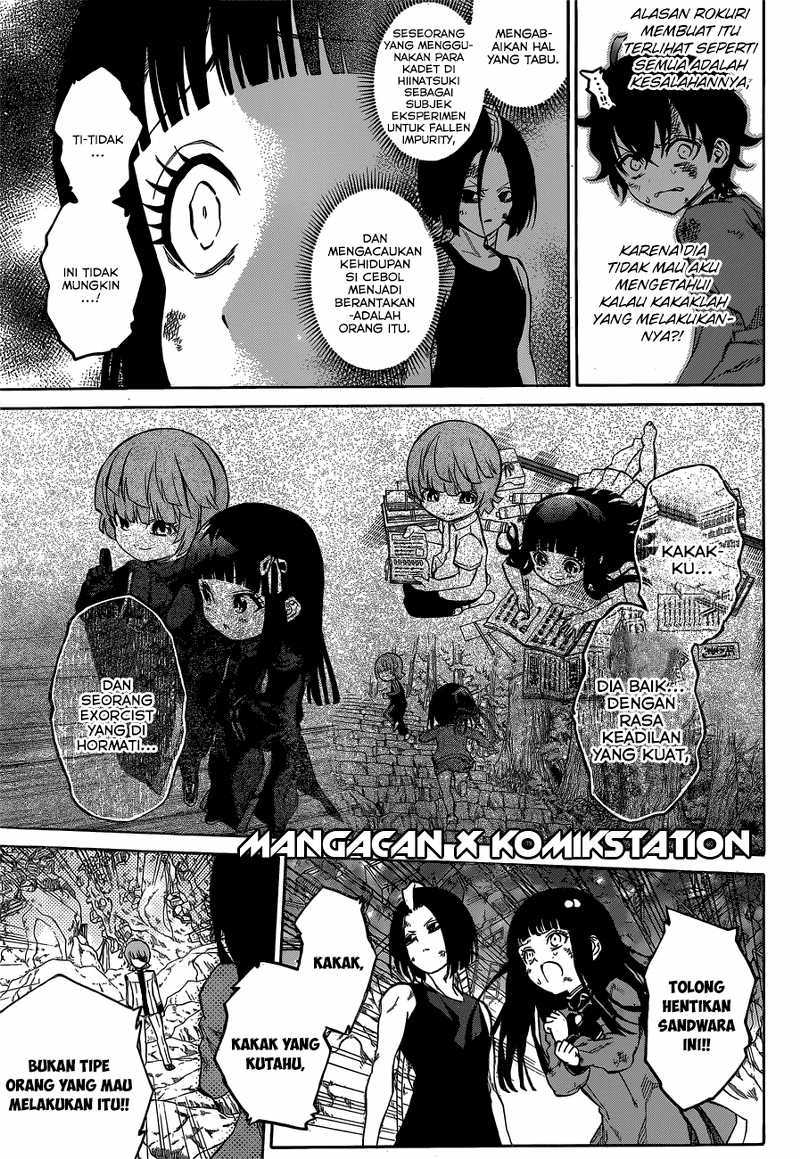 ALASAN ROKURI
MEMBUAT ITU
TERLIHAT SEPERTI
SEMUA ADALAH
KESALAHANNYA,
KARENA DIA
TIDAK MAU AKU
MENGETAHUI
KALAU KAKAKLAH
YANG MELAKUKAN-
NYA?!
MENGAB-
AIKAN HAL
YANG TABU.
SESEORANG
YANG MENGGU-
NAKAN PARA
KADET DI
HIINATSUKI
SEBAGAI
SUBJEK
EKSPERIMEN
UNTUK FALLEN
IMPURITY,
DAN
MENGACAUKAN
KEHIDUPAN
SI CEBOL
MENJADI
BERANTAKAN
-ADALAH
ORANG ITU.
TI-TIDAK
...
INI TIDAK
MUNGKIN
...!
KAKAK-
KU...
DIA BAIK...
DENGAN
RASA
KEADILAN
YANG KUAT,
DAN
SEORANG
EXORCIST
YANG DI
HORMATI...
MANGACAN X KOMIKSTATION
TOLONG
HENTIKAN
SANDWARA
INI!!
KAKAK,
KAKAK YANG
KUTAHU,
BUKAN TIPE
ORANG YANG MAU
MELAKUKAN ITU!!